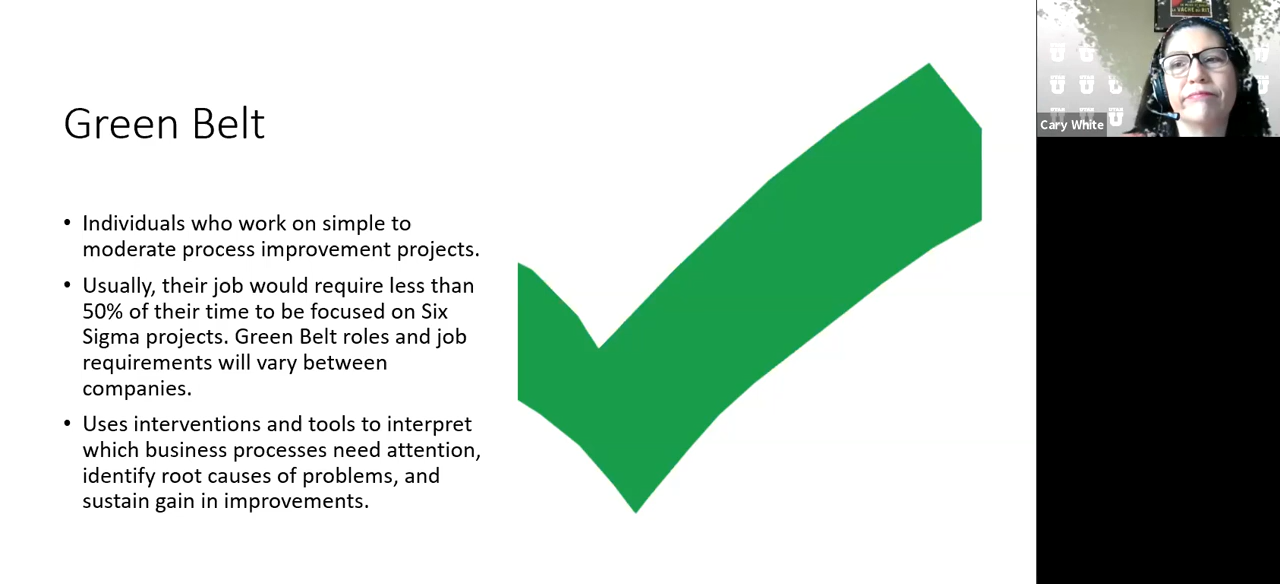 Green Belt
• Individuals who work on simple to
moderate process improvement projects.
• Usually, their job would require less than
50% of their time to be focused on Six
Sigma projects. Green Belt roles and job
requirements will vary between
companies.
• Uses interventions and tools to interpret
which business processes need attention,
identify root causes of problems, and
sustain gain in improvements.
Cary White